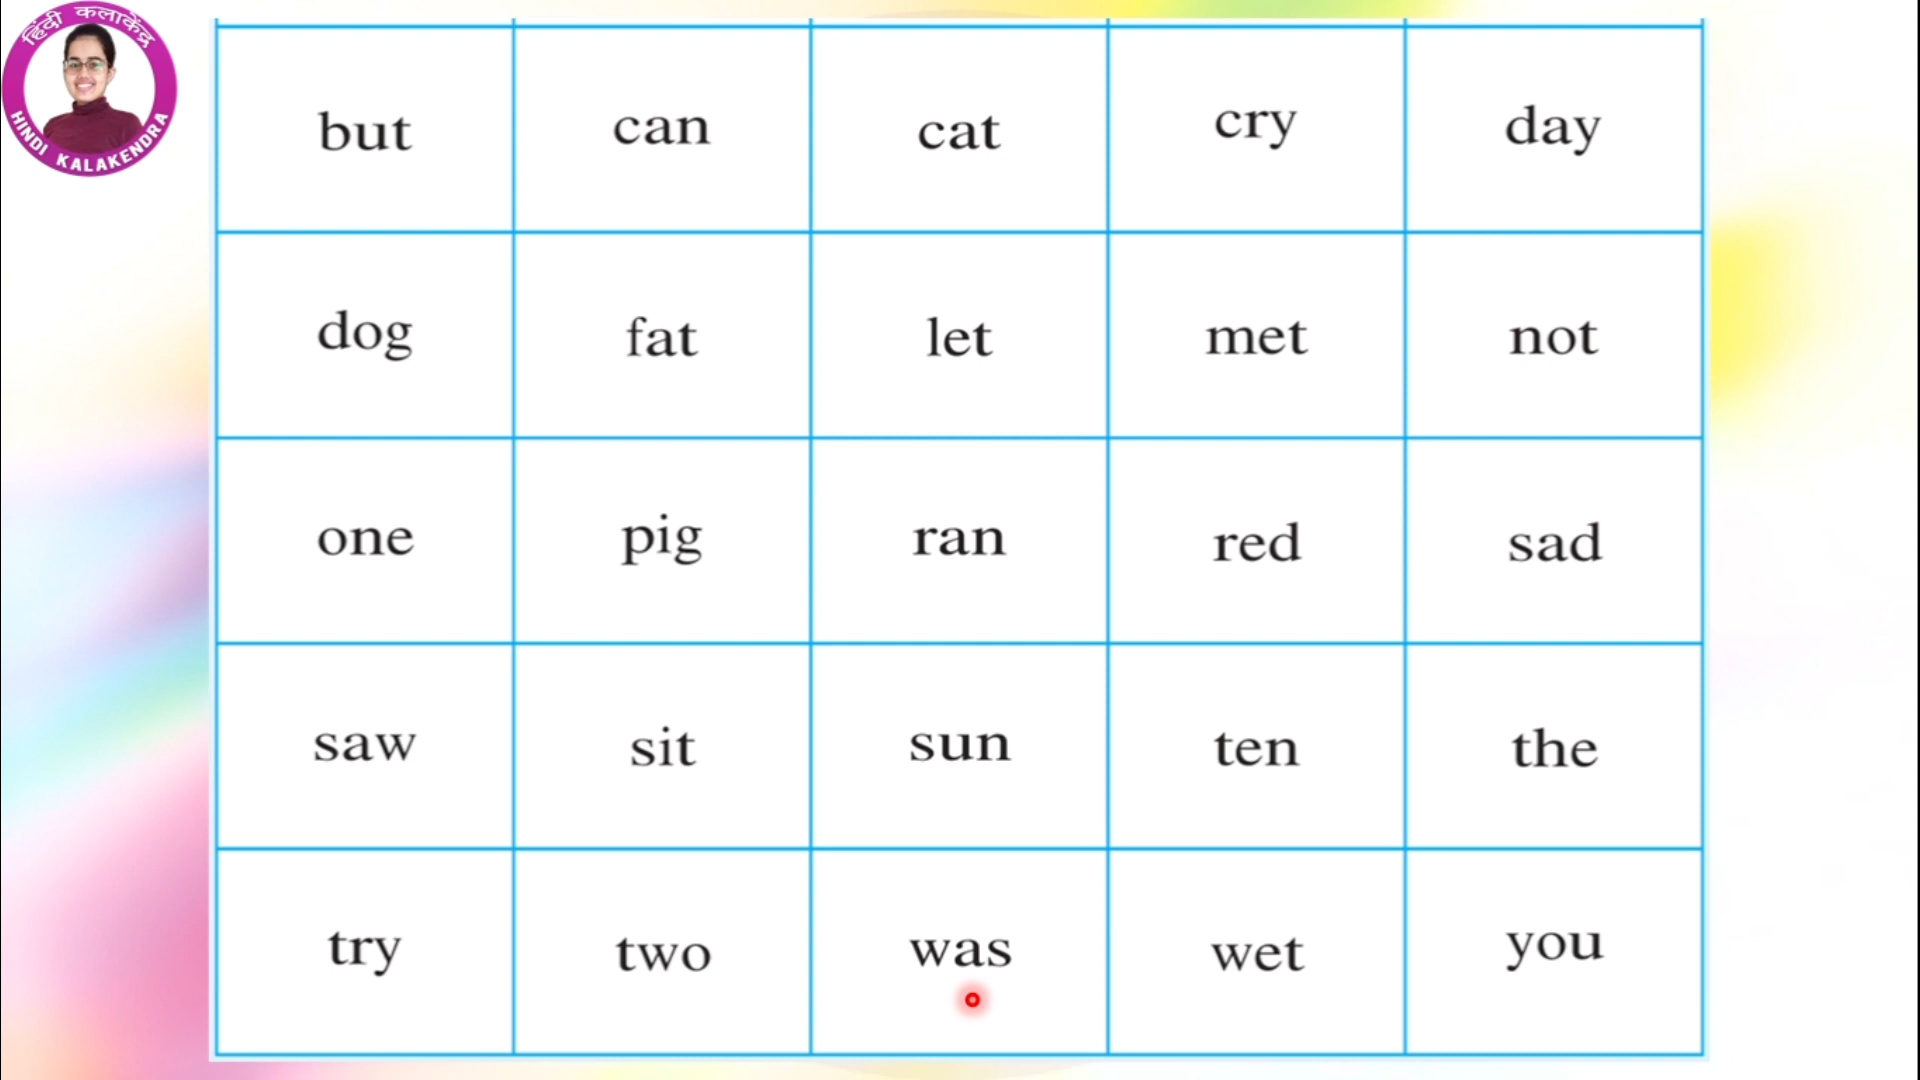 हिंदी कलाकेंद्र
HINDI KALAKENDRA
but can cat cry day
dog fat let met not
one pig ran red sad
saw sit sun ten the
try two was wet you